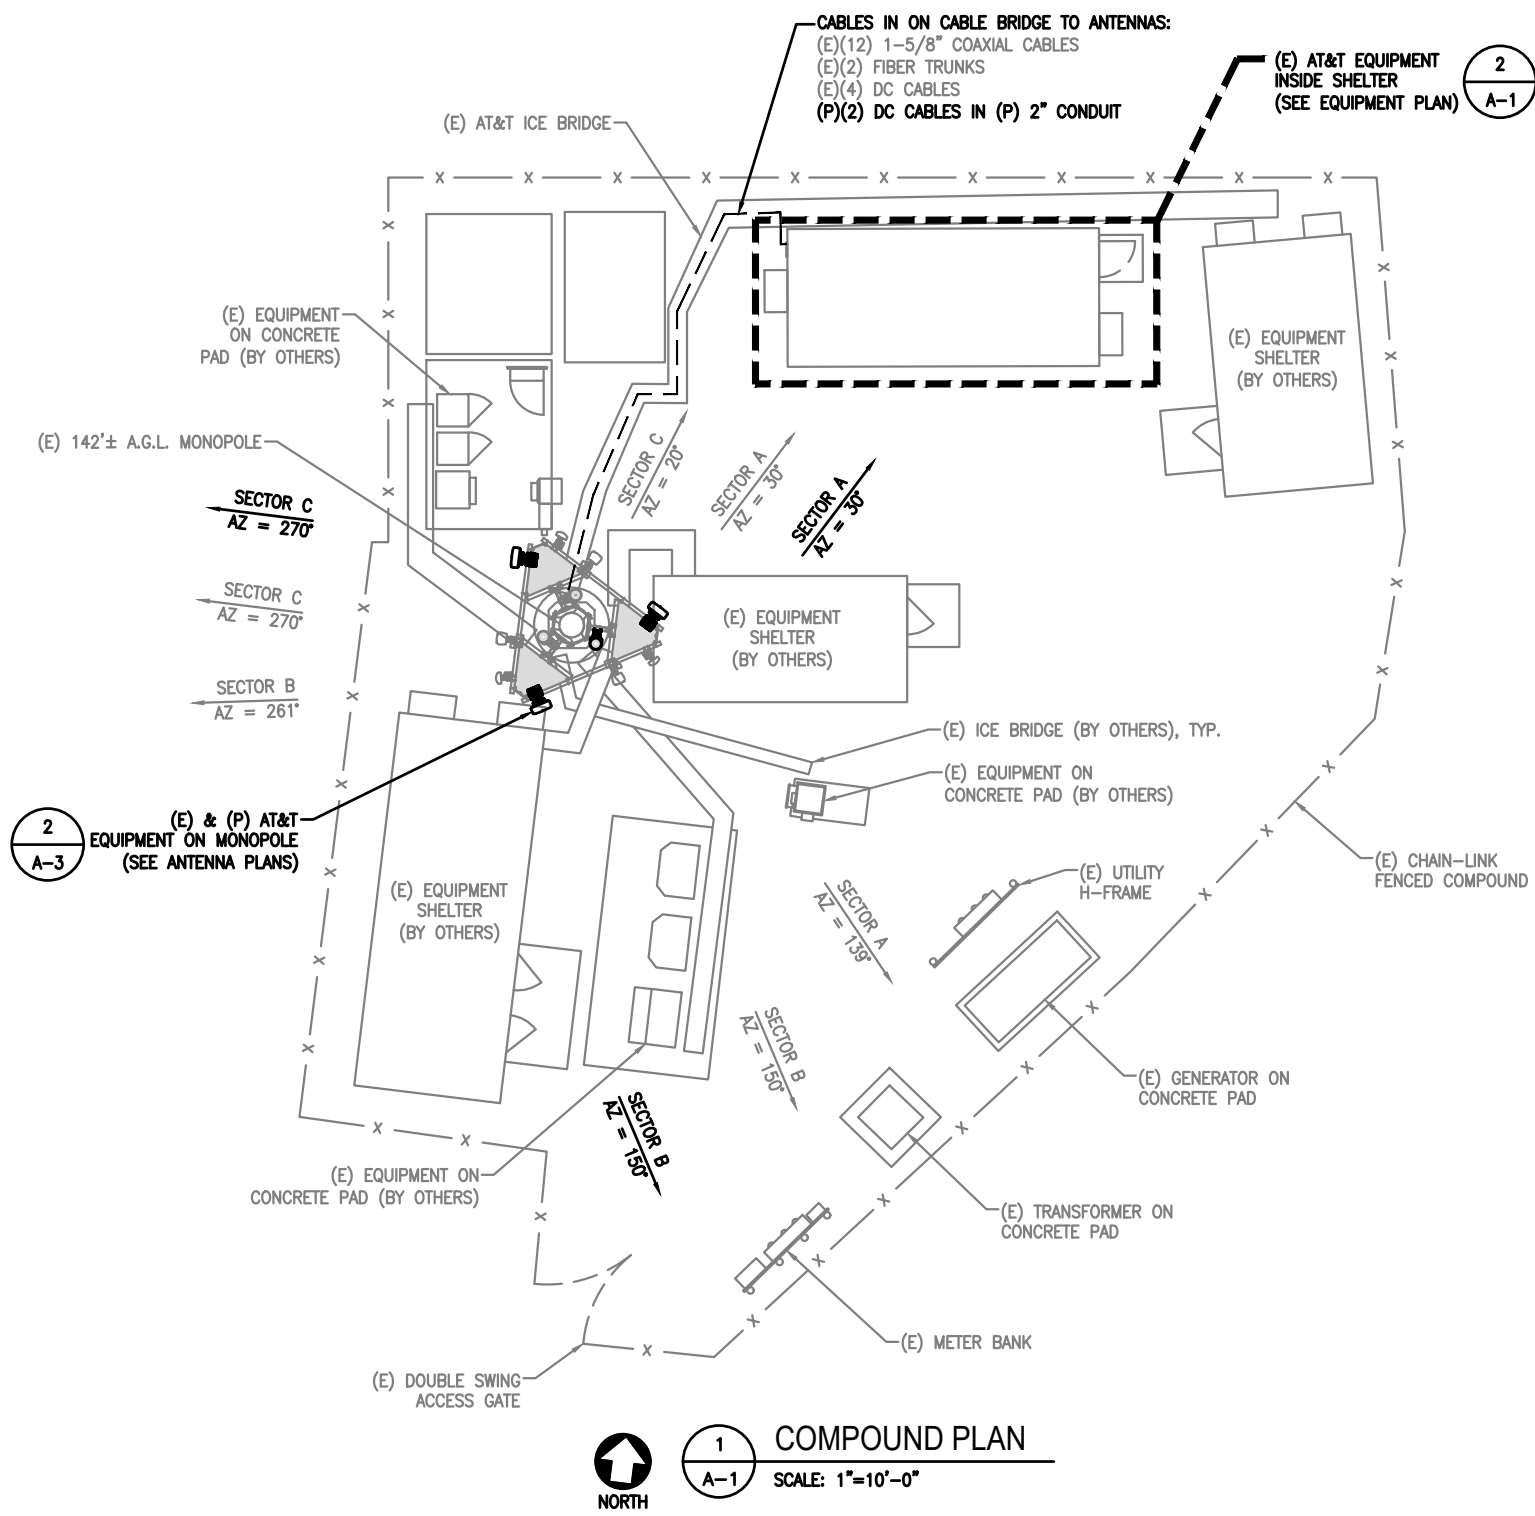 CABLES IN ON CABLE BRIDGE TO ANTENNAS:
(E)(12) 1-5/8" COAXIAL CABLES
(E)(2) FIBER TRUNKS
(E)(4) DC CABLES
(P)(2) DC CABLES IN (P) 2" CONDUIT
(E) AT&T EQUIPMENT
INSIDE SHELTER
(SEE EQUIPMENT PLAN)
2
A-1
(E) AT&T ICE BRIDGE
X X X X X X X X X X X
(E) EQUIPMENT
ON CONCRETE
PAD (BY OTHERS)
(E) EQUIPMENT
SHELTER
(BY OTHERS)
(E) 142'± A.G.L. MONOPOLE
SECTOR C
AZ = 20°
SECTOR A
AZ = 30°
SECTOR A
AZ = 30°
SECTOR C
AZ = 270°
SECTOR C
AZ = 270°
SECTOR B
AZ = 261°
(E) EQUIPMENT
SHELTER
(BY OTHERS)
(E) ICE BRIDGE (BY OTHERS), TYP.
(E) EQUIPMENT ON
CONCRETE PAD (BY OTHERS)
2
A-3
(E) & (P) AT&T
EQUIPMENT ON MONOPOLE
(SEE ANTENNA PLANS)
(E) EQUIPMENT
SHELTER
(BY OTHERS)
SECTOR A
AZ = 139°
(E) UTILITY
H-FRAME
(E) CHAIN-LINK
FENCED COMPOUND
SECTOR B
AZ = 150°
(E) GENERATOR ON
CONCRETE PAD
SECTOR B
AZ = 150°
(E) EQUIPMENT ON
CONCRETE PAD (BY OTHERS)
(E) TRANSFORMER ON
CONCRETE PAD
(E) METER BANK
(E) DOUBLE SWING
ACCESS GATE
NORTH
1
A-1
COMPOUND PLAN
SCALE: 1"=10'-0"